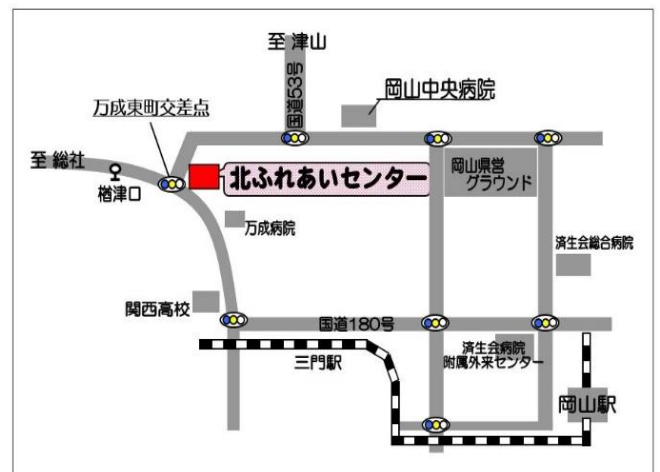 至 津山
国道53号
岡山中央病院
万成東町交差点
至 総社
楢津口
北ふれあいセンター
岡山県営
グラウンド
万成病院
済生会総合病院
関西高校
国道180号
三門駅
済生会病院
附属外来センター
岡山駅